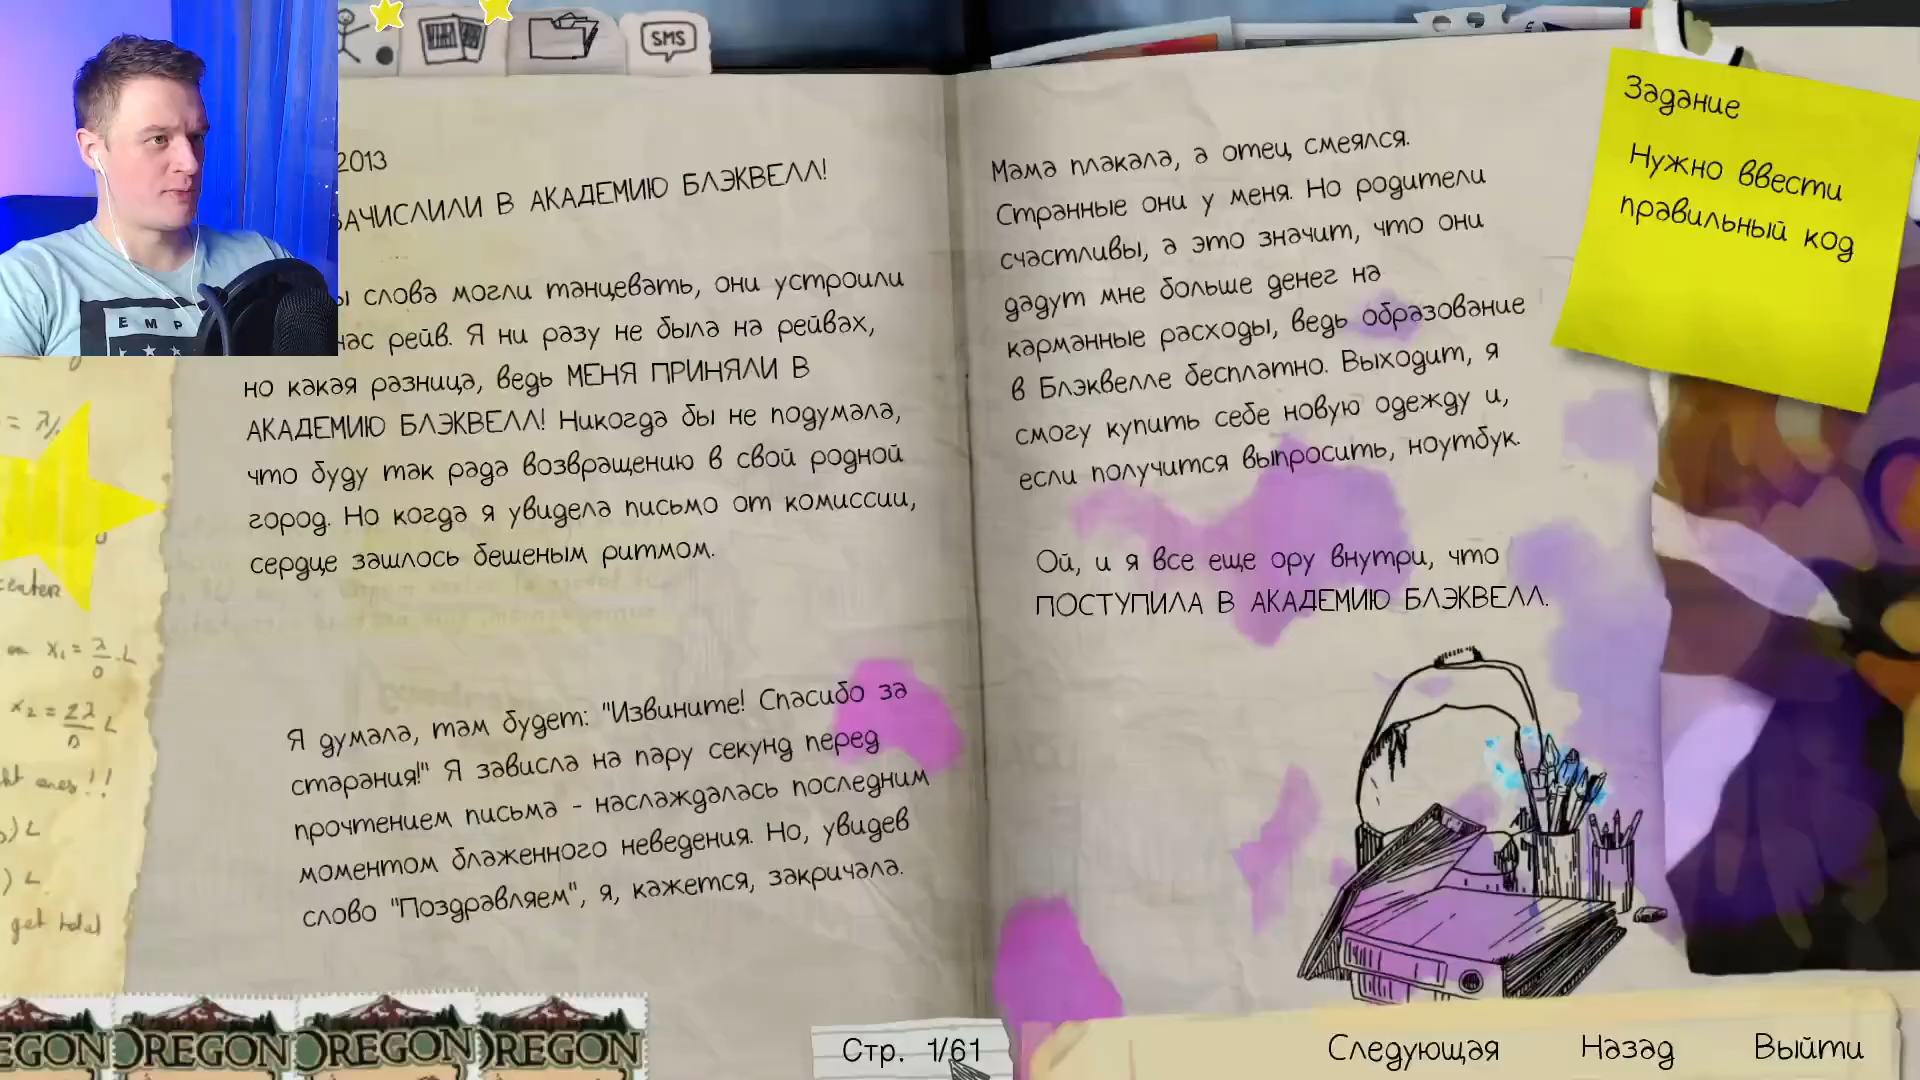 SMS
2013
ЗАЧИСЛИЛИ В АКАДЕМИЮ БЛЭКВЕЛЛ!
слова могли танцевать, они устроили
рейв. Я ни разу не была на рейвах,
но какая разница, ведь МЕНЯ ПРИНЯЛИ В
АКАДЕМИЮ БЛЭКВЕЛЛ! Никогда бы не подумала,
что буду так рада возвращению в свой родной
город. Но когда я увидела письмо от комиссии,
сердце зашлось бешеным ритмом.
Я думала, там будет: "Извините! Спасибо за
старания!" Я зависла на пару секунд перед
прочтением письма - наслаждалась последним
моментом блаженного неведения. Но, увидев
слово "Поздравляем", я, кажется, закричала.
Мама плакала, а отец смеялся.
Странные они у меня. Но родители
счастливы, а это значит, что они
дадут мне больше денег на
карманные расходы, ведь образование
в Блэквелле бесплатно. Выходит, я
смогу купить себе новую одежду и,
если получится выпросить, ноутбук.
Ой, и я все еще ору внутри, что
ПОСТУПИЛА В АКАДЕМИЮ БЛЭКВЕЛЛ.
Задание
Нужно ввести
правильный код
EMP
get total
EGON OREGON OREGON OREGON
Стр. 1/61
Следующая Назад Выйти